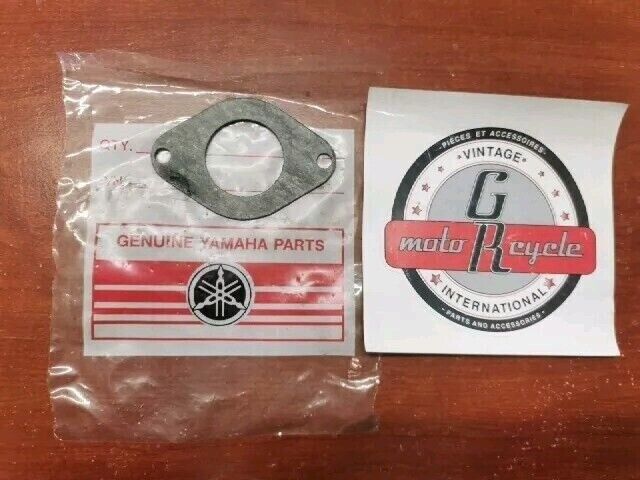 QTY.
GENUINE YAMAHA PARTS
·PIÈCES ET ACCESSOIRES·
·VINTAGE·
G
moto R cycle
INTERNATIONAL
·PARTS AND ACCESSORIES·